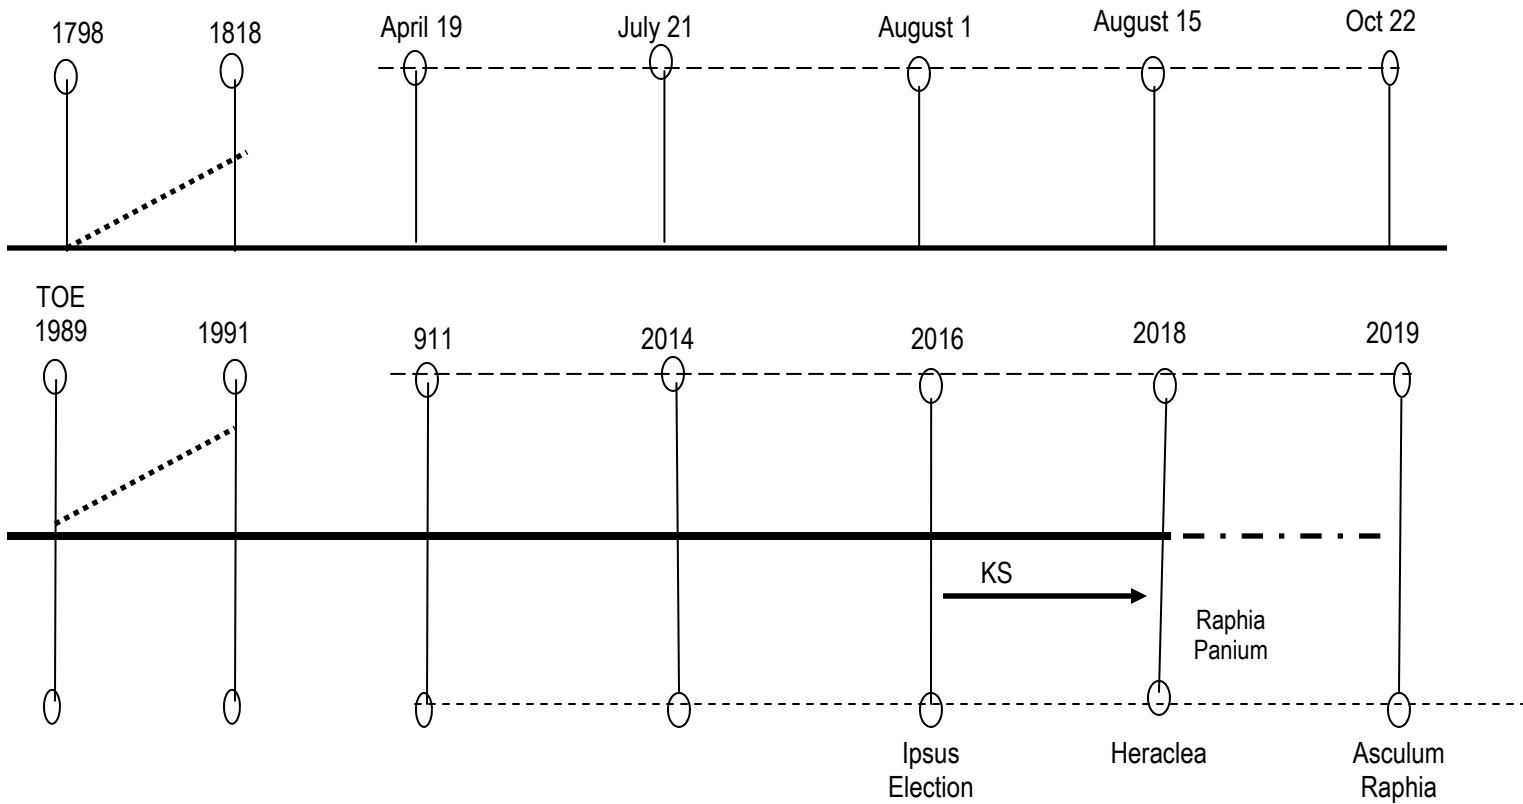 1798
1818
April 19
July 21
August 1
August 15
Oct 22
TOE
1989
1991
911
2014
2016
2018
2019
KS
Raphia
Panium
Ipsus
Election
Heraclea
Asculum
Raphia